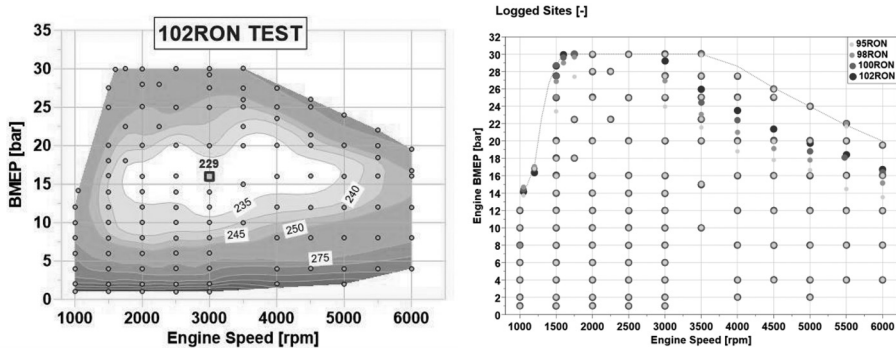 102RON TEST
35
30
25
20
15
10
5
0
BMEP [bar]
229
235
240
245
250
275
1000 2000 3000 4000 5000 6000
Engine Speed [rpm]
Logged Sites [-]
95RON
98RON
100RON
102RON
32
30
28
26
24
22
20
18
16
14
12
10
8
6
4
2
0
Engine BMEP [bar]
1000 1500 2000 2500 3000 3500 4000 4500 5000 5500 6000
Engine Speed [rpm]